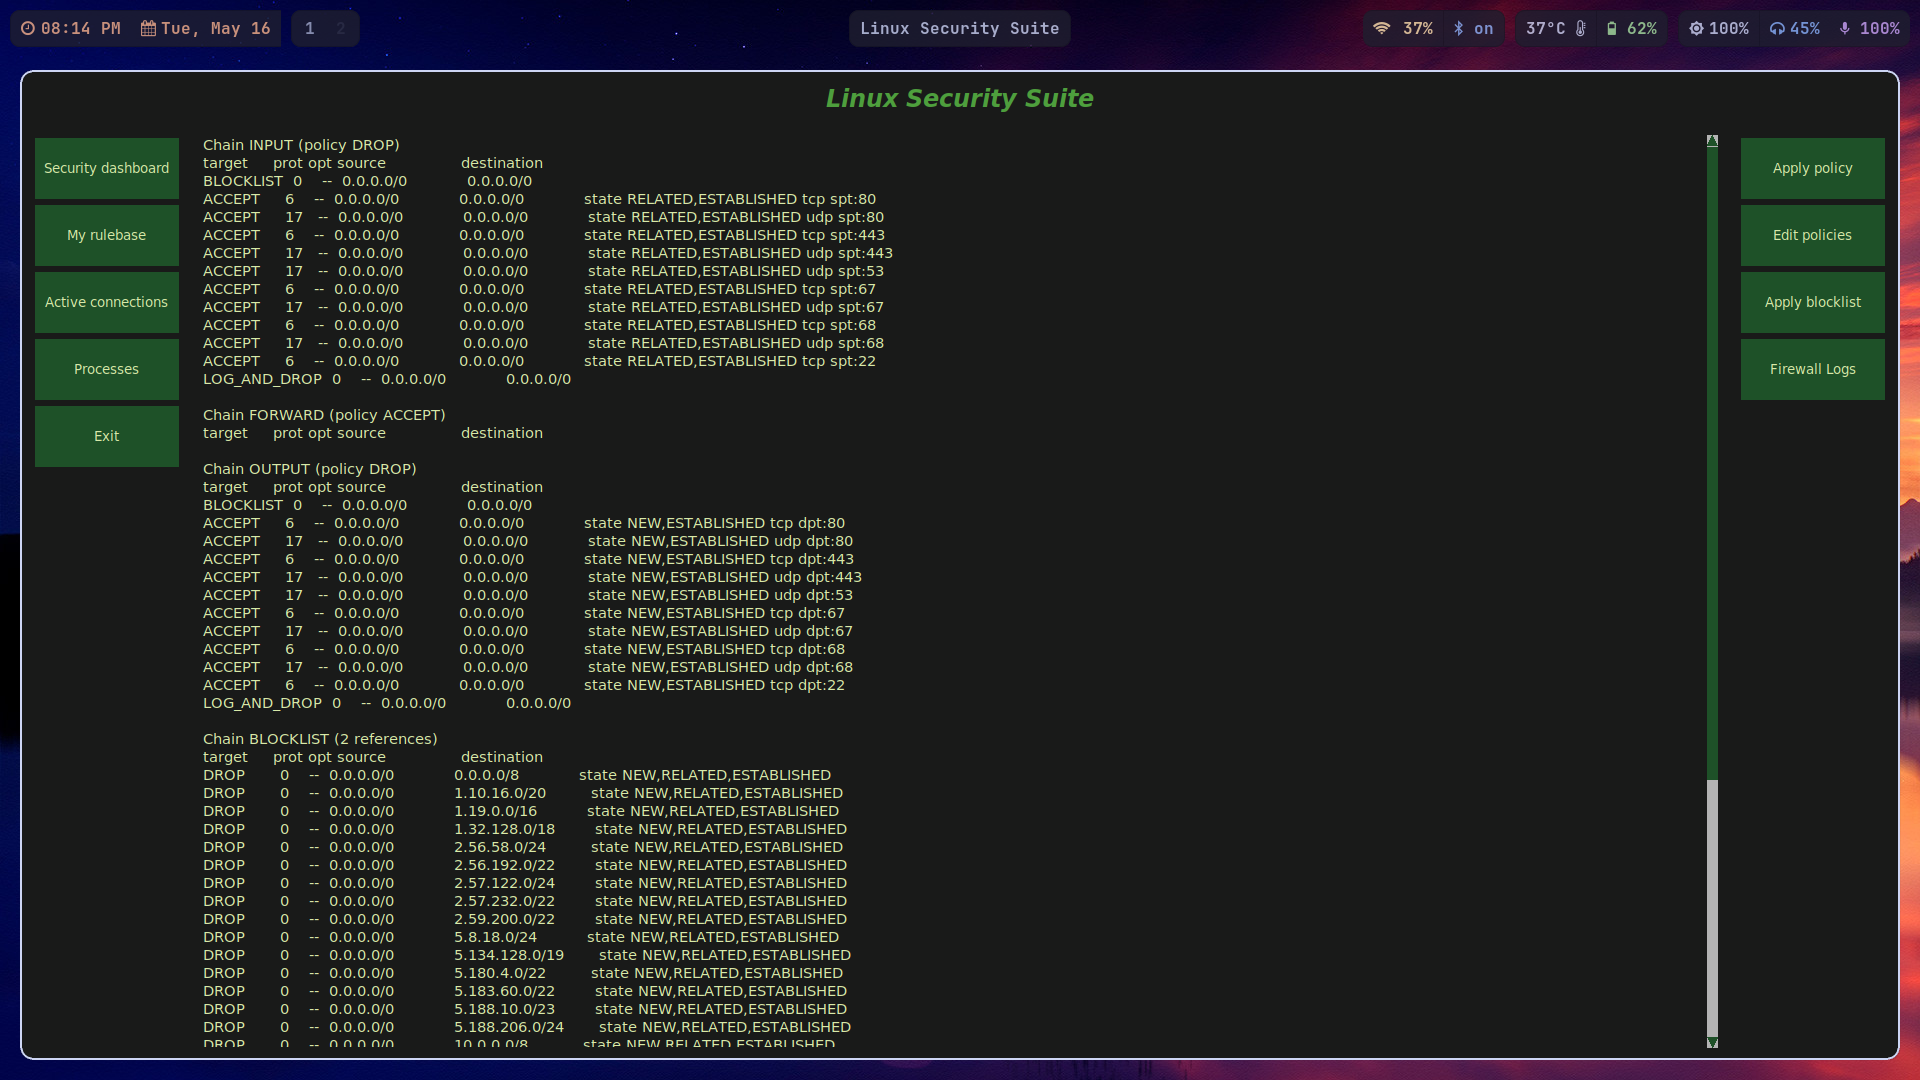 08:14 PM Tue, May 16 1 2 Linux Security Suite 37% on 37°C 62% 100% 45% 100%
Linux Security Suite
Security dashboard
My rulebase
Active connections
Processes
Exit
Chain INPUT (policy DROP)
target prot opt source destination
BLOCKLIST 0 -- 0.0.0.0/0 0.0.0.0/0
ACCEPT 6 -- 0.0.0.0/0 0.0.0.0/0 state RELATED,ESTABLISHED tcp spt:80
ACCEPT 17 -- 0.0.0.0/0 0.0.0.0/0 state RELATED,ESTABLISHED udp spt:80
ACCEPT 6 -- 0.0.0.0/0 0.0.0.0/0 state RELATED,ESTABLISHED tcp spt:443
ACCEPT 17 -- 0.0.0.0/0 0.0.0.0/0 state RELATED,ESTABLISHED udp spt:443
ACCEPT 17 -- 0.0.0.0/0 0.0.0.0/0 state RELATED,ESTABLISHED udp spt:53
ACCEPT 6 -- 0.0.0.0/0 0.0.0.0/0 state RELATED,ESTABLISHED tcp spt:67
ACCEPT 17 -- 0.0.0.0/0 0.0.0.0/0 state RELATED,ESTABLISHED udp spt:67
ACCEPT 6 -- 0.0.0.0/0 0.0.0.0/0 state RELATED,ESTABLISHED tcp spt:68
ACCEPT 17 -- 0.0.0.0/0 0.0.0.0/0 state RELATED,ESTABLISHED udp spt:68
ACCEPT 6 -- 0.0.0.0/0 0.0.0.0/0 state RELATED,ESTABLISHED tcp spt:22
LOG_AND_DROP 0 -- 0.0.0.0/0 0.0.0.0/0
Chain FORWARD (policy ACCEPT)
target prot opt source destination
Chain OUTPUT (policy DROP)
target prot opt source destination
BLOCKLIST 0 -- 0.0.0.0/0 0.0.0.0/0
ACCEPT 6 -- 0.0.0.0/0 0.0.0.0/0 state NEW,ESTABLISHED tcp dpt:80
ACCEPT 17 -- 0.0.0.0/0 0.0.0.0/0 state NEW,ESTABLISHED udp dpt:80
ACCEPT 6 -- 0.0.0.0/0 0.0.0.0/0 state NEW,ESTABLISHED tcp dpt:443
ACCEPT 17 -- 0.0.0.0/0 0.0.0.0/0 state NEW,ESTABLISHED udp dpt:443
ACCEPT 17 -- 0.0.0.0/0 0.0.0.0/0 state NEW,ESTABLISHED udp dpt:53
ACCEPT 6 -- 0.0.0.0/0 0.0.0.0/0 state NEW,ESTABLISHED tcp dpt:67
ACCEPT 17 -- 0.0.0.0/0 0.0.0.0/0 state NEW,ESTABLISHED udp dpt:67
ACCEPT 6 -- 0.0.0.0/0 0.0.0.0/0 state NEW,ESTABLISHED tcp dpt:68
ACCEPT 17 -- 0.0.0.0/0 0.0.0.0/0 state NEW,ESTABLISHED udp dpt:68
ACCEPT 6 -- 0.0.0.0/0 0.0.0.0/0 state NEW,ESTABLISHED tcp dpt:22
LOG_AND_DROP 0 -- 0.0.0.0/0 0.0.0.0/0
Chain BLOCKLIST (2 references)
target prot opt source destination
DROP 0 -- 0.0.0.0/0 0.0.0.0/8 state NEW,RELATED,ESTABLISHED
DROP 0 -- 0.0.0.0/0 1.10.16.0/20 state NEW,RELATED,ESTABLISHED
DROP 0 -- 0.0.0.0/0 1.19.0.0/16 state NEW,RELATED,ESTABLISHED
DROP 0 -- 0.0.0.0/0 1.32.128.0/18 state NEW,RELATED,ESTABLISHED
DROP 0 -- 0.0.0.0/0 2.56.58.0/24 state NEW,RELATED,ESTABLISHED
DROP 0 -- 0.0.0.0/0 2.56.192.0/22 state NEW,RELATED,ESTABLISHED
DROP 0 -- 0.0.0.0/0 2.57.122.0/24 state NEW,RELATED,ESTABLISHED
DROP 0 -- 0.0.0.0/0 2.57.232.0/22 state NEW,RELATED,ESTABLISHED
DROP 0 -- 0.0.0.0/0 2.59.200.0/22 state NEW,RELATED,ESTABLISHED
DROP 0 -- 0.0.0.0/0 5.8.18.0/24 state NEW,RELATED,ESTABLISHED
DROP 0 -- 0.0.0.0/0 5.134.128.0/19 state NEW,RELATED,ESTABLISHED
DROP 0 -- 0.0.0.0/0 5.180.4.0/22 state NEW,RELATED,ESTABLISHED
DROP 0 -- 0.0.0.0/0 5.183.60.0/22 state NEW,RELATED,ESTABLISHED
DROP 0 -- 0.0.0.0/0 5.188.10.0/23 state NEW,RELATED,ESTABLISHED
DROP 0 -- 0.0.0.0/0 5.188.206.0/24 state NEW,RELATED,ESTABLISHED
DROP 0 -- 0.0.0.0/0 10.0.0.0/8 state NEW,RELATED,ESTABLISHED
Apply policy
Edit policies
Apply blocklist
Firewall Logs